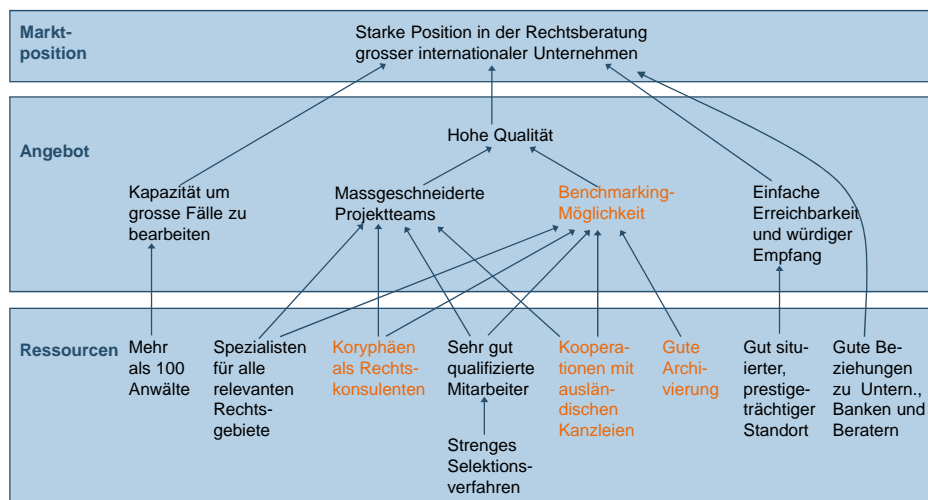 Markt-
position
Starke Position in der Rechtsberatung
grosser internationaler Unternehmen
Angebot
Hohe Qualität
Kapazität um
grosse Fälle zu
bearbeiten
Massgeschneiderte
Projektteams
Benchmarking-
Möglichkeit
Einfache
Erreichbarkeit
und würdiger
Empfang
Ressourcen
Mehr
als 100
Anwälte
Spezialisten
für alle
relevanten
Rechts-
gebiete
Koryphäen
als Rechts-
konsulenten
Sehr gut
qualifizierte
Mitarbeiter
Strenges
Selektions-
verfahren
Koopera-
tionen mit
auslän-
dischen
Kanzleien
Gute
Archi-
vierung
Gut situ-
ierter,
prestige-
trächtiger
Standort
Gute Be-
ziehungen
zu Untern.,
Banken und
Beratern